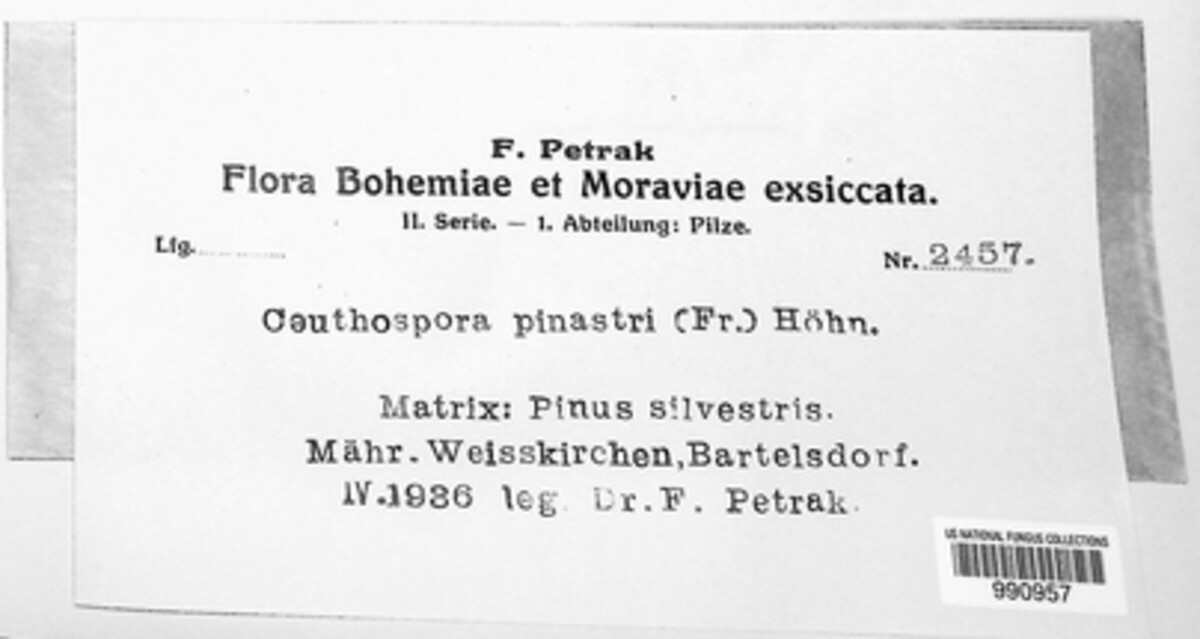 F. Petrak
Flora Bohemiae et Moraviae exsiccata.
II. Serie. — 1. Abteilung: Pilze.
Lfg.
Nr. 2457.
Ceuthospora pinastri (Fr.) Höhn.
Matrix: Pinus silvestris.
Mähr. Weisskirchen, Bartelsdorf.
IV.1936 leg. Dr. F. Petrak.
US NATIONAL FUNGUS COLLECTIONS
990957